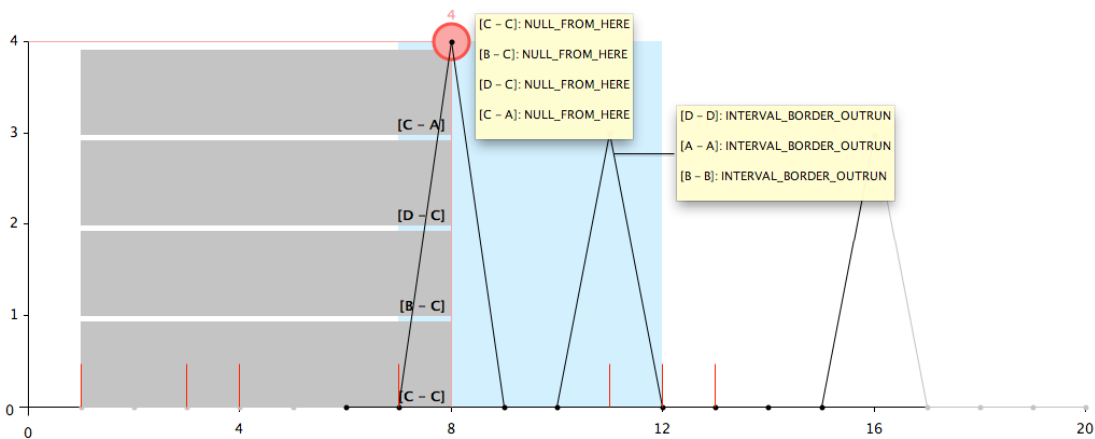 4
[C – C]: NULL_FROM_HERE
[B – C]: NULL_FROM_HERE
[D – C]: NULL_FROM_HERE
[C – A]: NULL_FROM_HERE
[D – D]: INTERVAL_BORDER_OUTRUN
[A – A]: INTERVAL_BORDER_OUTRUN
[B – B]: INTERVAL_BORDER_OUTRUN
4
3
2
1
0
[C – A]
[D – C]
[B – C]
[C – C]
0
4
8
12
16
20